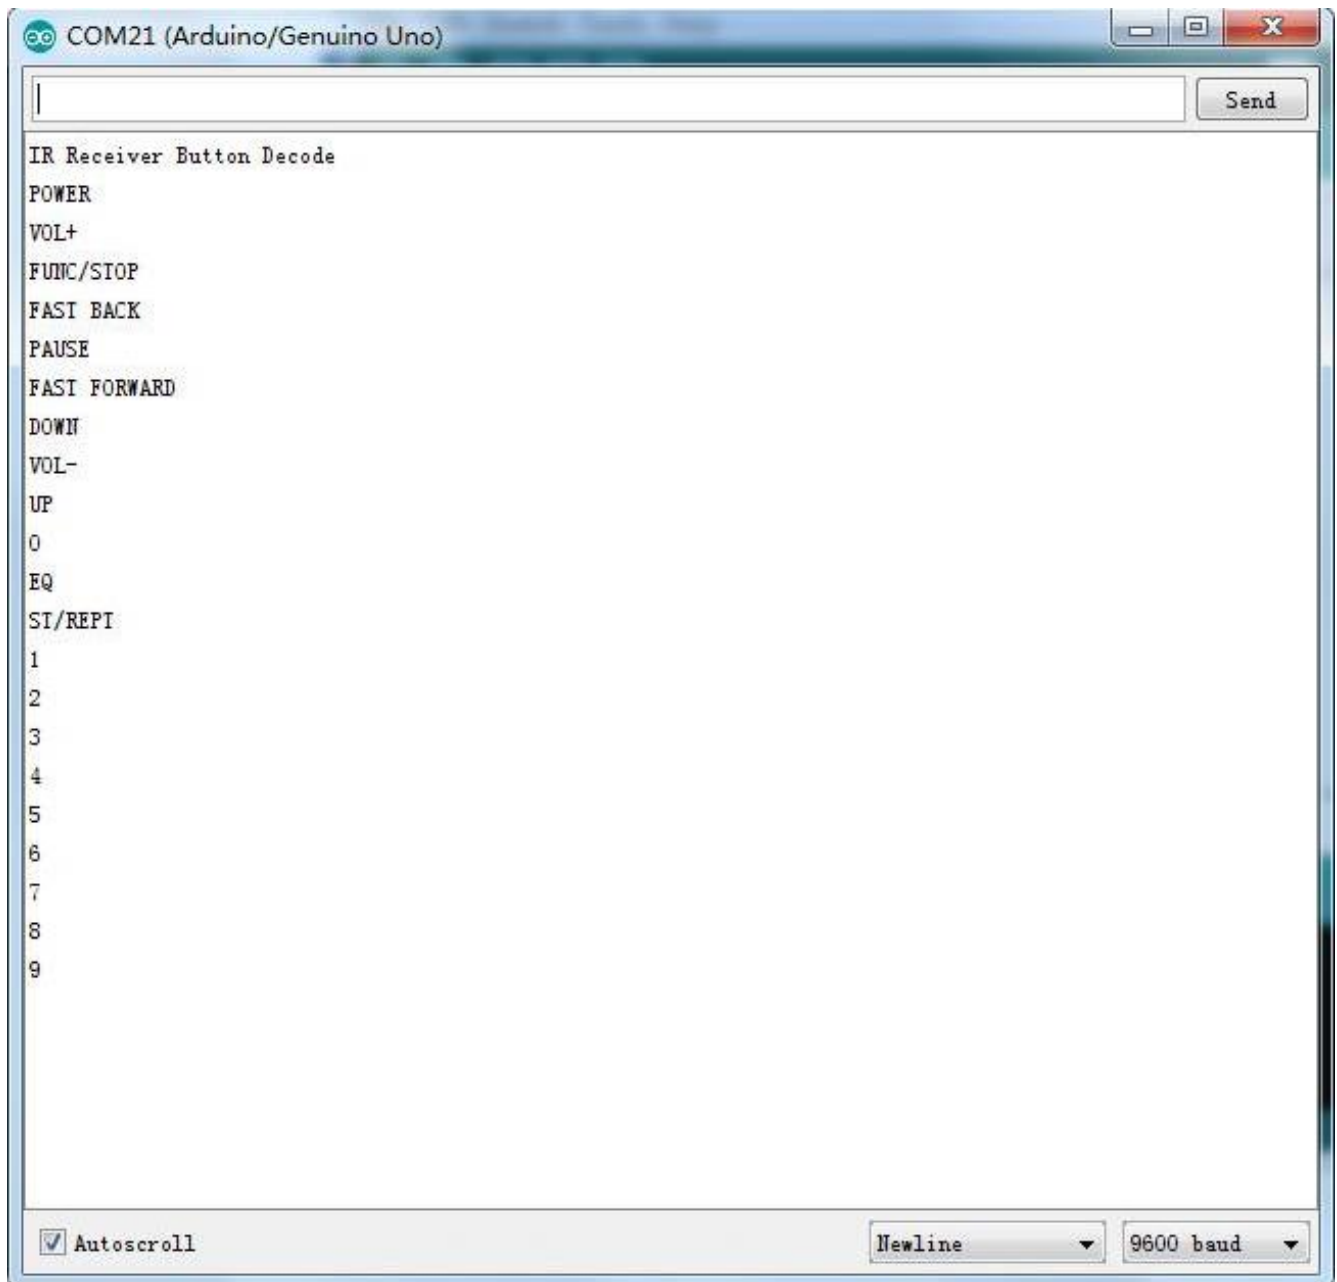 COM21 (Arduino/Genuino Uno)
Send
IR Receiver Button Decode
POWER
VOL+
FUNC/STOP
FAST BACK
PAUSE
FAST FORWARD
DOWN
VOL-
UP
0
EQ
ST/REPT
1
2
3
4
5
6
7
8
9
Autoscroll
Newline
9600 baud